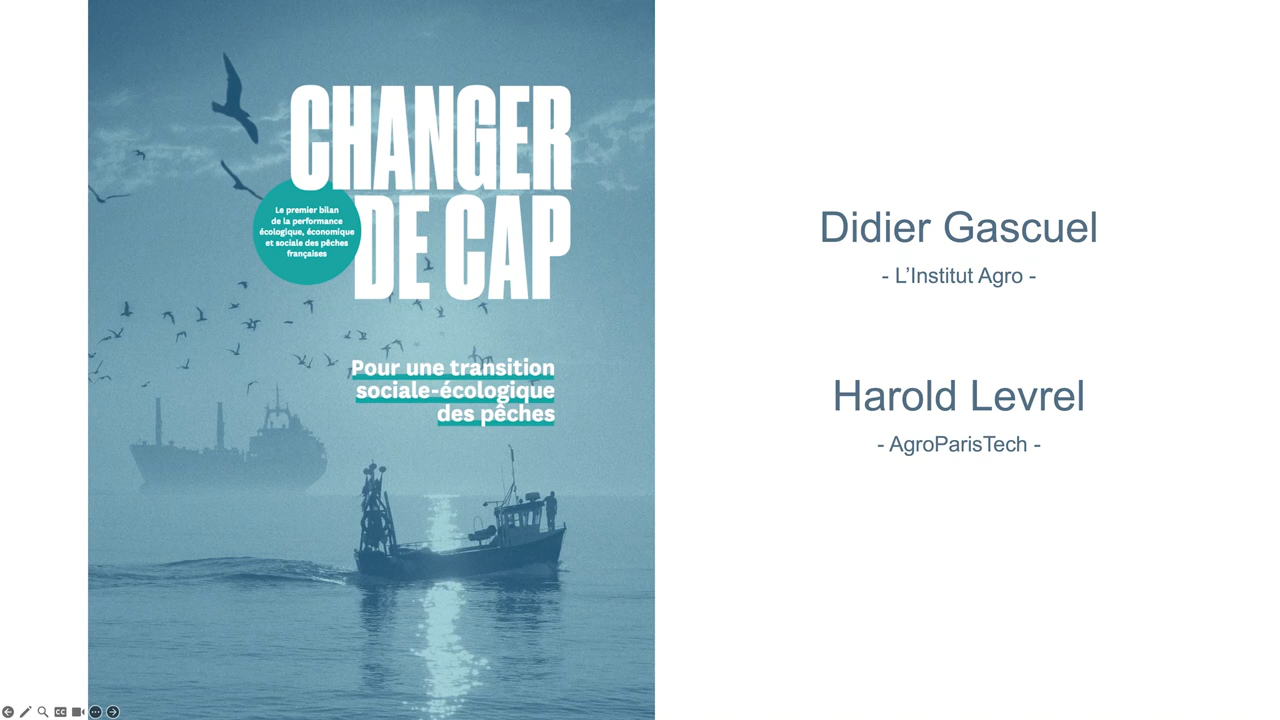 CHANGER
DE CAP
Le premier bilan
de la performance
écologique, économique
et sociale des pêches
françaises
Pour une transition
sociale-écologique
des pêches
Didier Gascuel
- L’Institut Agro -
Harold Levrel
- AgroParisTech -
CC